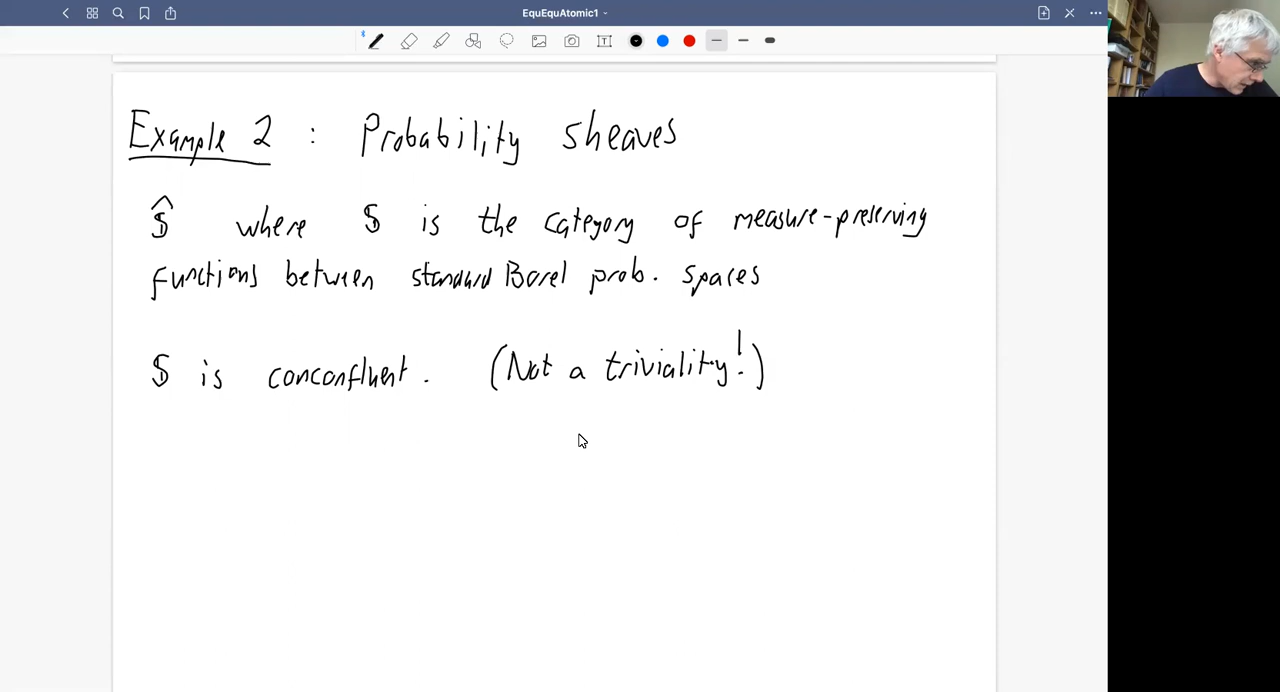 EquEquAtomic1
Example 2 : Probability sheaves
$̂ where $ is the category of measure-preserving
functions between standard Borel prob. spaces
$ is conconfluent. (Not a triviality!)